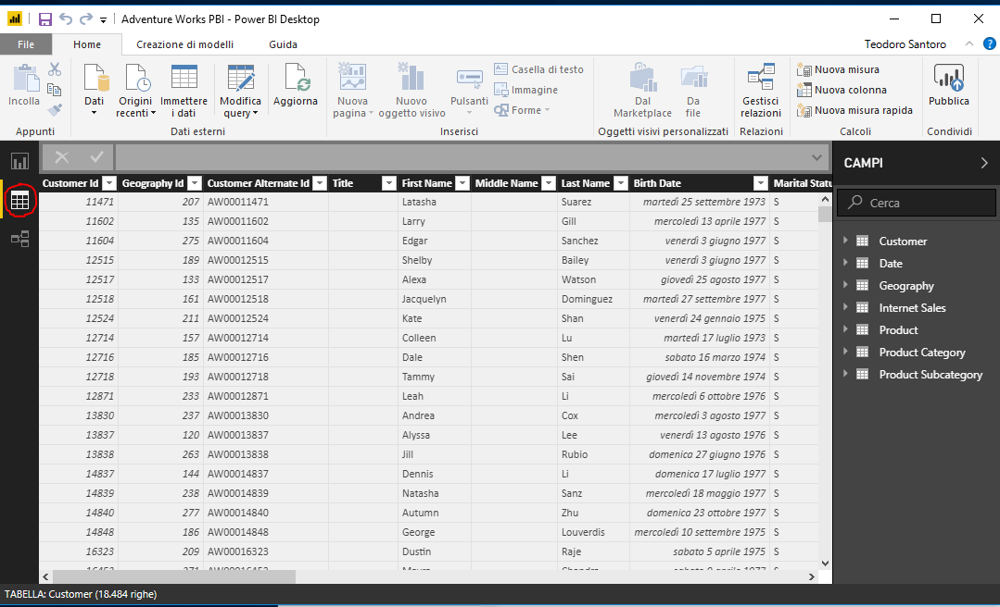 Adventure Works PBI - Power BI Desktop
File Home Creazione di modelli Guida Teodoro Santoro ?
Incolla
Dati
Origini recenti
Immettere i dati
Modifica query
Aggiorna
Nuova pagina
Nuovo oggetto visivo
Pulsanti
Casella di testo
Immagine
Forme
Dal Marketplace
Da file
Gestisci relazioni
Nuova misura
Nuova colonna
Nuova misura rapida
Pubblica
Appunti Dati esterni Inserisci Oggetti visivi personalizzati Relazioni Calcoli Condividi
Customer Id Geography Id Customer Alternate Id Title First Name Middle Name Last Name Birth Date Marital Statu
11471 207 AW00011471 Latasha Suarez martedì 25 settembre 1973 S
11602 135 AW00011602 Larry Gill mercoledì 13 aprile 1977 S
11604 275 AW00011604 Edgar Sanchez venerdì 3 giugno 1977 S
12515 189 AW00012515 Shelby Bailey venerdì 3 giugno 1977 S
12517 133 AW00012517 Alexa Watson giovedì 25 agosto 1977 S
12518 161 AW00012518 Jacquelyn Dominguez martedì 27 settembre 1977 S
12524 211 AW00012524 Kate Shan venerdì 24 gennaio 1975 S
12714 157 AW00012714 Colleen Lu martedì 17 luglio 1973 S
12716 185 AW00012716 Dale Shen sabato 16 marzo 1974 S
12718 193 AW00012718 Tammy Sai giovedì 14 novembre 1974 S
12871 233 AW00012871 Leah Li mercoledì 6 ottobre 1976 S
13830 237 AW00013830 Andrea Cox mercoledì 3 agosto 1977 S
13837 120 AW00013837 Alyssa Lee venerdì 13 agosto 1976 S
13838 263 AW00013838 Jill Rubio domenica 27 giugno 1976 S
14837 144 AW00014837 Dennis Li domenica 17 luglio 1977 S
14839 238 AW00014839 Natasha Sanz mercoledì 18 maggio 1977 S
14840 277 AW00014840 Autumn Zhu domenica 23 ottobre 1977 S
14848 186 AW00014848 George Louverdis mercoledì 10 settembre 1975 S
16323 209 AW00016323 Dustin Raje sabato 5 aprile 1975 S
CAMPI
Cerca
Customer
Date
Geography
Internet Sales
Product
Product Category
Product Subcategory
TABELLA: Customer (18.484 righe)